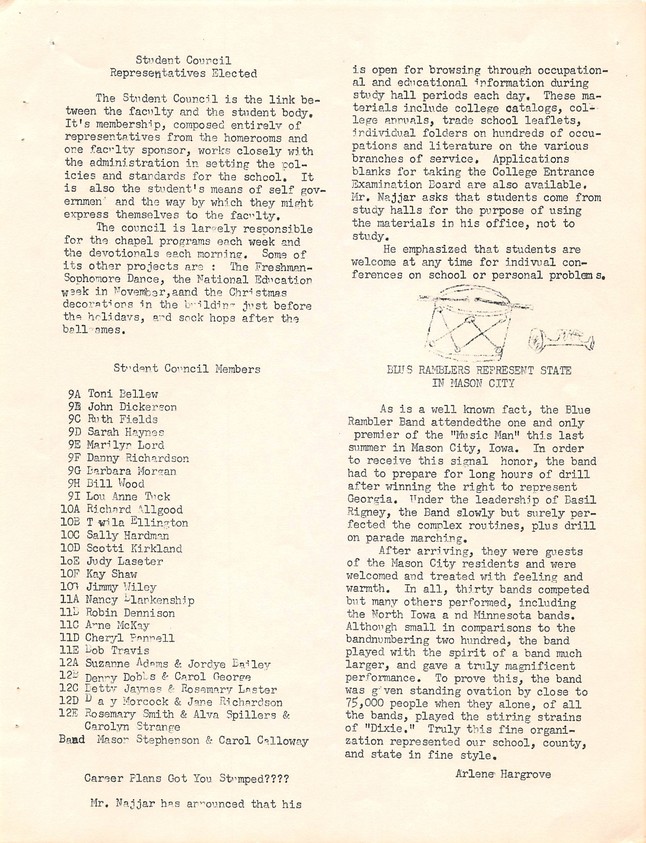 Student Council
Representatives Elected
The Student Council is the link be-
tween the faculty and the student body.
It's membership, composed entirely of
representatives from the homerooms and
one faculty sponsor, works closely with
the administration in setting the pol-
icies and standards for the school. It
is also the student's means of self gov-
ernmen and the way by which they might
express themselves to the faculty.
The council is largely responsible
for the chapel programs each week and
the devotionals each morning. Some of
its other projects are : The Freshman-
Sophomore Dance, the National Education
week in November,aand the Christmas
decorations in the building just before
the holidays, and sock hops after the
ballgames.
Student Council Members
9A Toni Bellew
9B John Dickerson
9C Ruth Fields
9D Sarah Haynes
9E Marilyr Lord
9F Danny Richardson
9G Barbara Morgan
9H Bill Wood
9I Lou Anne Tuck
10A Richard Allgood
10B T wila Ellington
10C Sally Hardman
10D Scotti Kirkland
10E Judy Laseter
10F Kay Shaw
10G Jimmy Wiley
11A Nancy Blankenship
11B Robin Dennison
11C Anne McKay
11D Cheryl Pannell
11E Bob Travis
12A Suzanne Adams & Jordye Bailey
12B Denny Dobbs & Carol George
12C Betty Jaynes & Rosemary Laster
12D D a y Morcock & Jane Richardson
12E Rosemary Smith & Alva Spillers &
Carolyn Strange
Band Mason Stephenson & Carol Calloway
Career Plans Got You Stumped????
Mr. Najjar has announced that his
is open for browsing through occupation-
al and educational information during
study hall periods each day. These ma-
terials include college catalogs, col-
lege annuals, trade school leaflets,
individual folders on hundreds of occu-
pations and literature on the various
branches of service. Applications
blanks for taking the College Entrance
Examination Board are also available.
Mr. Najjar asks that students come from
study halls for the purpose of using
the materials in his office, not to
study.
He emphasized that students are
welcome at any time for indivual con-
ferences on school or personal problems.
BLUS RAMBLERS REPRESENT STATE
IN MASON CITY
As is a well known fact, the Blue
Rambler Band attendedthe one and only
premier of the "Music Man" this last
summer in Mason City, Iowa. In order
to receive this signal honor, the band
had to prepare for long hours of drill
after winning the right to represent
Georgia. Under the leadership of Basil
Rigney, the Band slowly but surely per-
fected the complex routines, plus drill
on parade marching.
After arriving, they were guests
of the Mason City residents and were
welcomed and treated with feeling and
warmth. In all, thirty bands competed
but many others performed, including
the North Iowa a nd Minnesota bands.
Although small in comparisons to the
bandnumbering two hundred, the band
played with the spirit of a band much
larger, and gave a truly magnificent
performance. To prove this, the band
was given standing ovation by close to
75,000 people when they alone, of all
the bands, played the stiring strains
of "Dixie." Truly this fine organi-
zation represented our school, county,
and state in fine style.
Arlene Hargrove